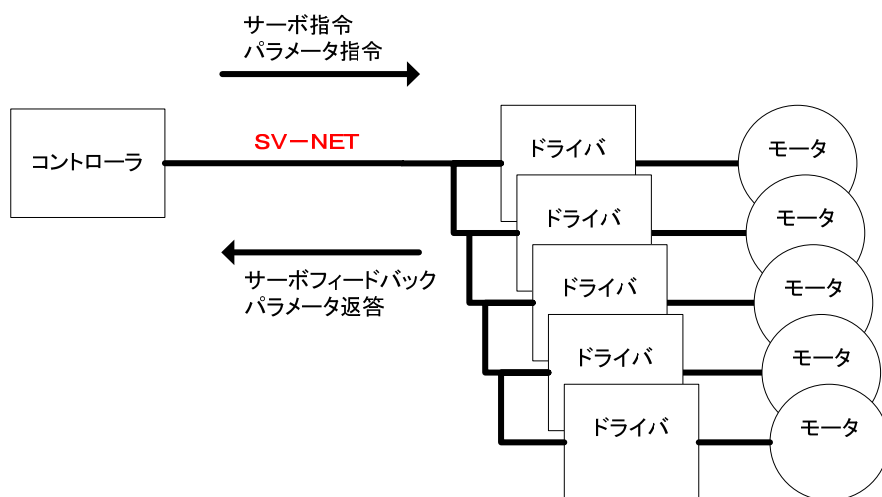 サーボ指令
パラメータ指令
コントローラ
SV－NET
ドライバ
モータ
ドライバ
モータ
サーボフィードバック
パラメータ返答
ドライバ
モータ
ドライバ
モータ
ドライバ
モータ